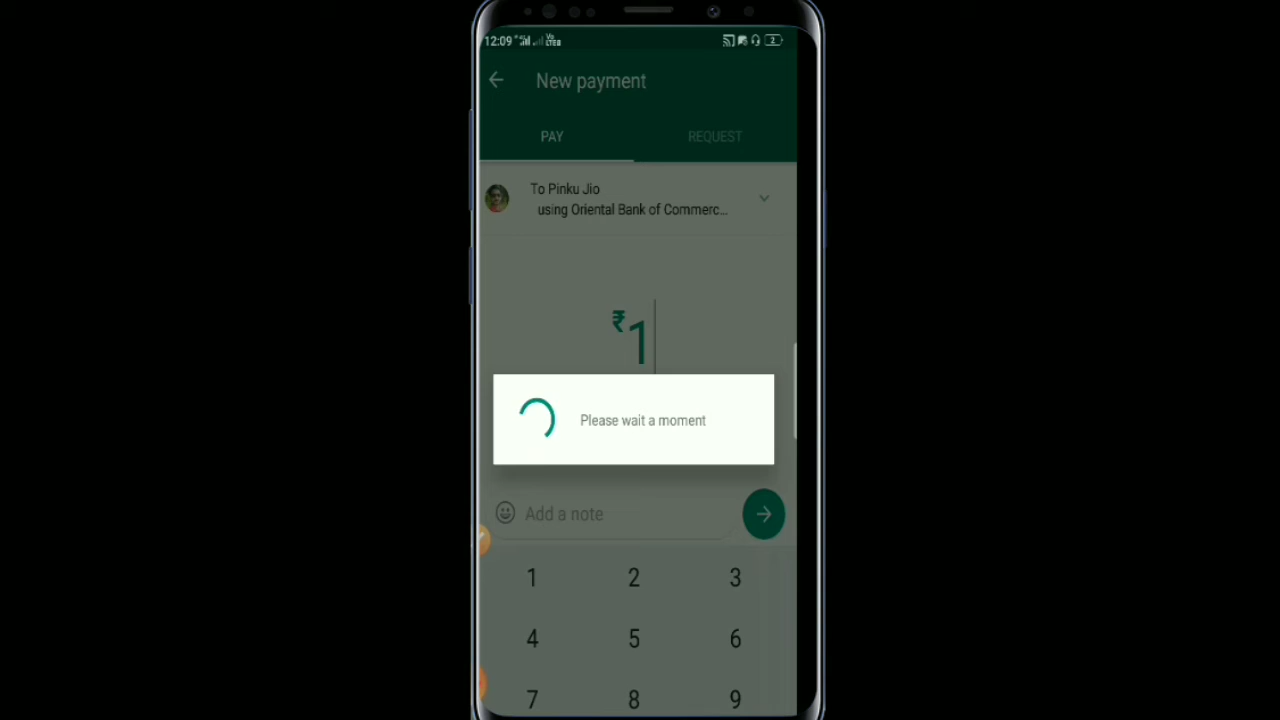 12:09
New payment
PAY REQUEST
To Pinku Jio
using Oriental Bank of Commerc...
₹1
Please wait a moment
Add a note
1 2 3
4 5 6
7 8 9